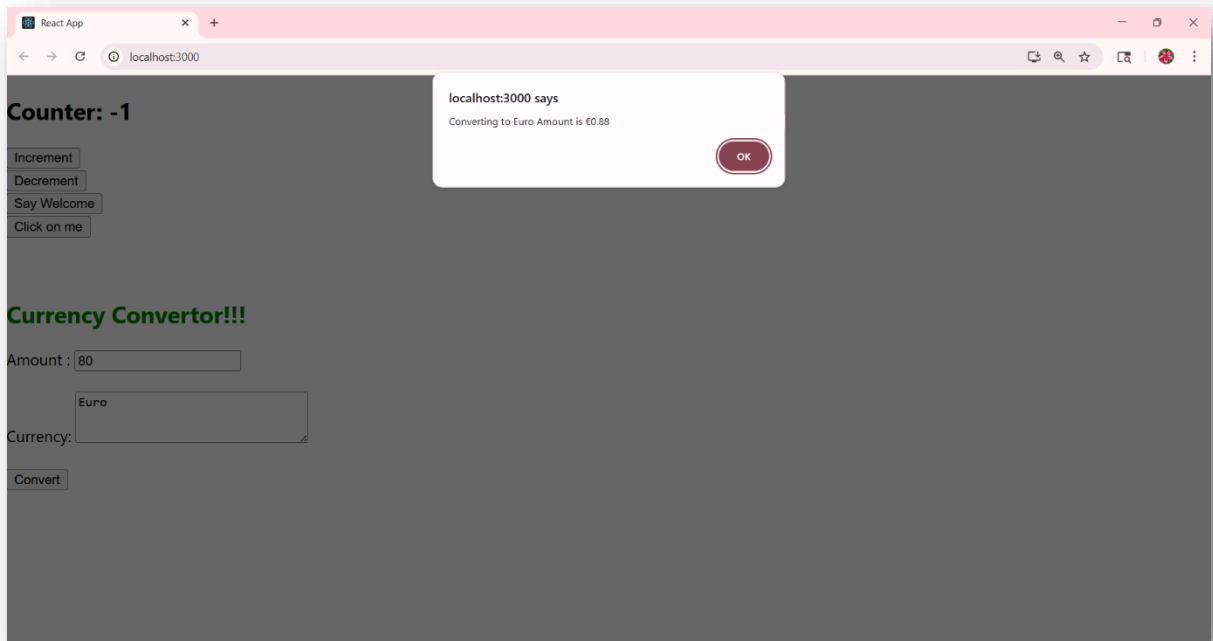 React App
localhost:3000
localhost:3000 says
Converting to Euro Amount is €0.88
OK
Counter: -1
Increment
Decrement
Say Welcome
Click on me
Currency Convertor!!!
Amount : 80
Euro
Currency:
Convert